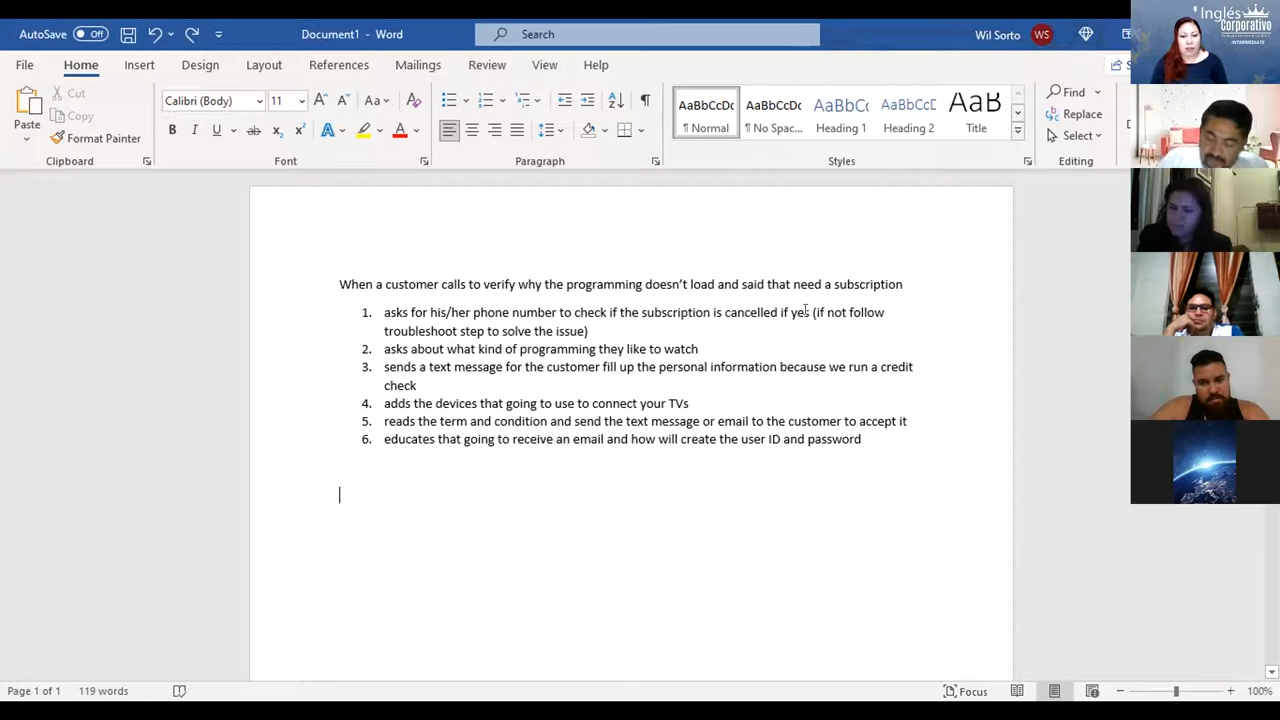 AutoSave Off Document1 - Word Search Wil Sorto WS
Inglés Corporativo
INTERMEDIATE
File Home Insert Design Layout References Mailings Review View Help
Paste Cut Copy Format Painter
Calibri (Body) 11 Aa
B I U ab x₂ x² A A
AaBbCcDc AaBbCcDc AaBbC AaBbCcD AaB
¶ Normal ¶ No Spac... Heading 1 Heading 2 Title
Find Replace Select
Clipboard Font Paragraph Styles Editing
When a customer calls to verify why the programming doesn't load and said that need a subscription
1. asks for his/her phone number to check if the subscription is cancelled if yes (if not follow
troubleshoot step to solve the issue)
2. asks about what kind of programming they like to watch
3. sends a text message for the customer fill up the personal information because we run a credit
check
4. adds the devices that going to use to connect your TVs
5. reads the term and condition and send the text message or email to the customer to accept it
6. educates that going to receive an email and how will create the user ID and password
Page 1 of 1 119 words Focus 100%